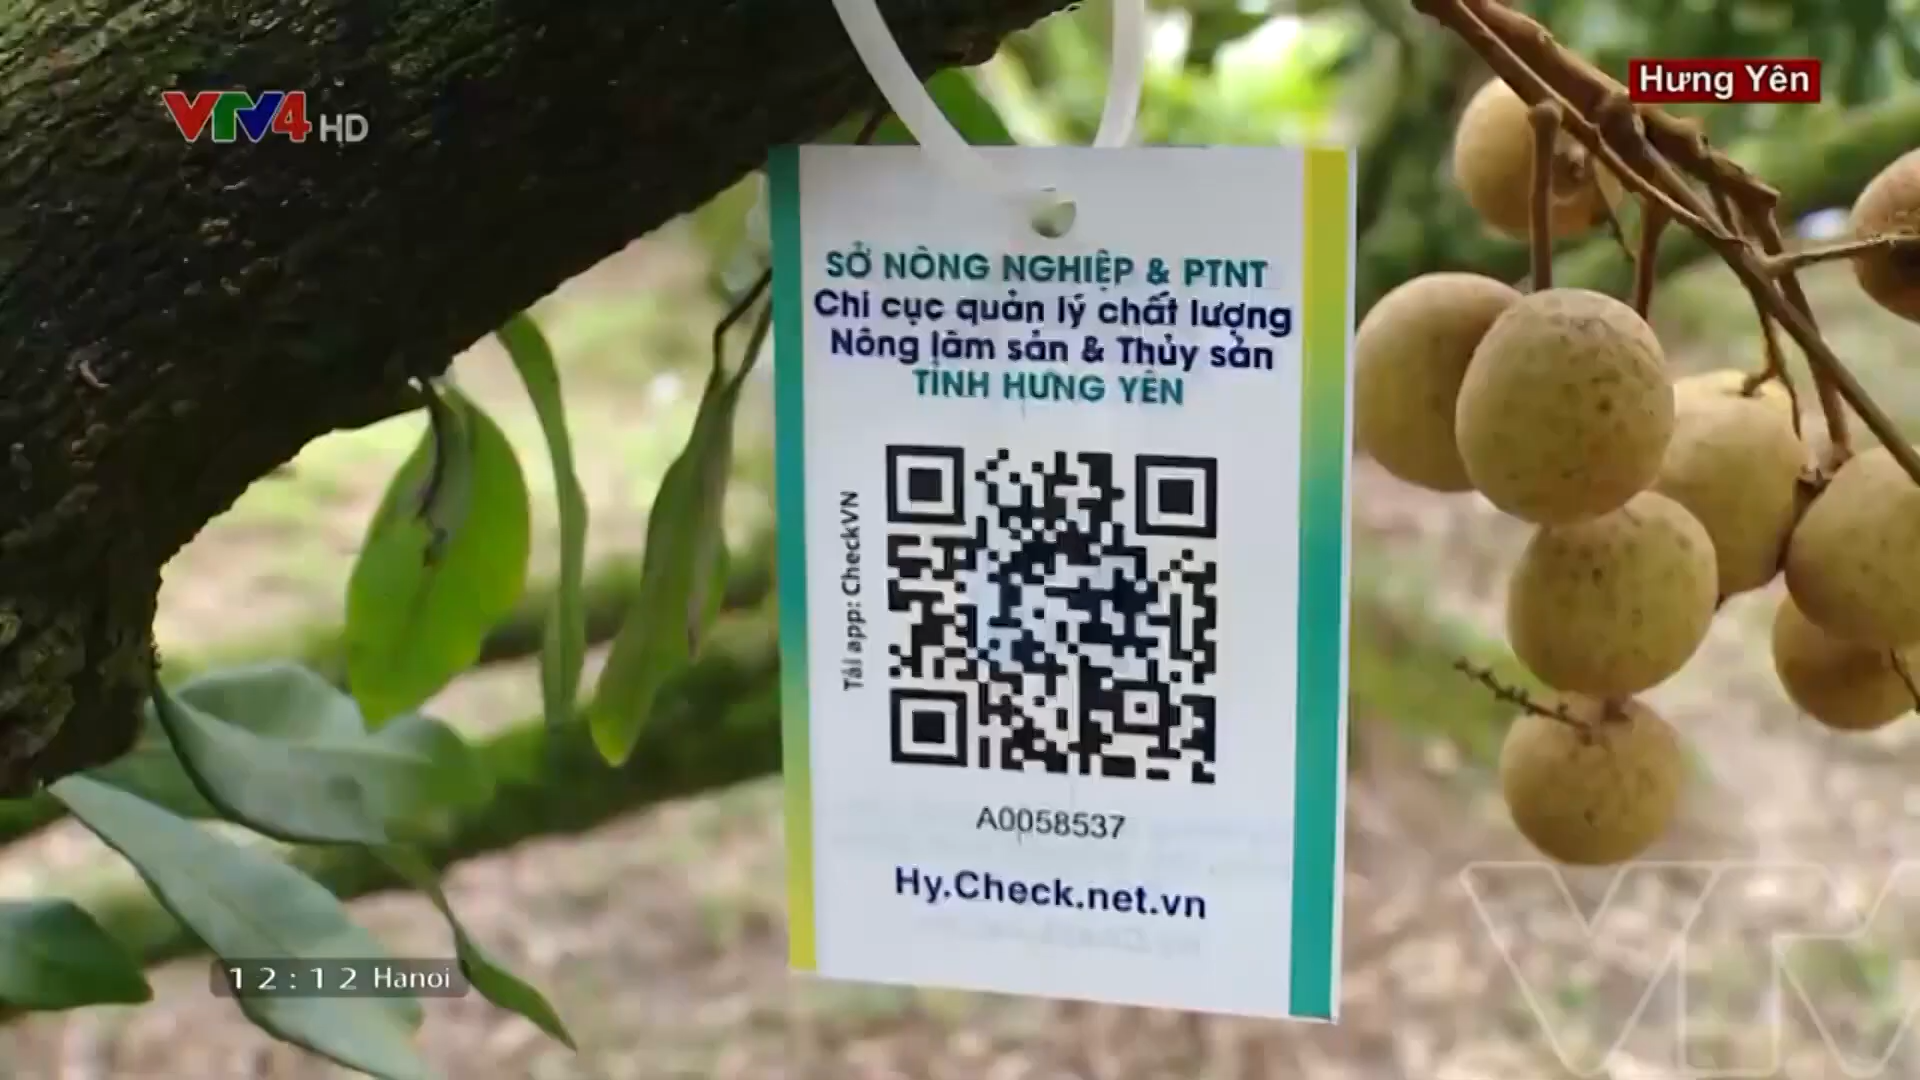 VTV4 HD
Hưng Yên
SỞ NÔNG NGHIỆP & PTNT
Chi cục quản lý chất lượng
Nông lâm sản & Thủy sản
TỈNH HƯNG YÊN
Tải app: CheckVN
A0058537
Hy.Check.net.vn
12:12 Hanoi
VTV